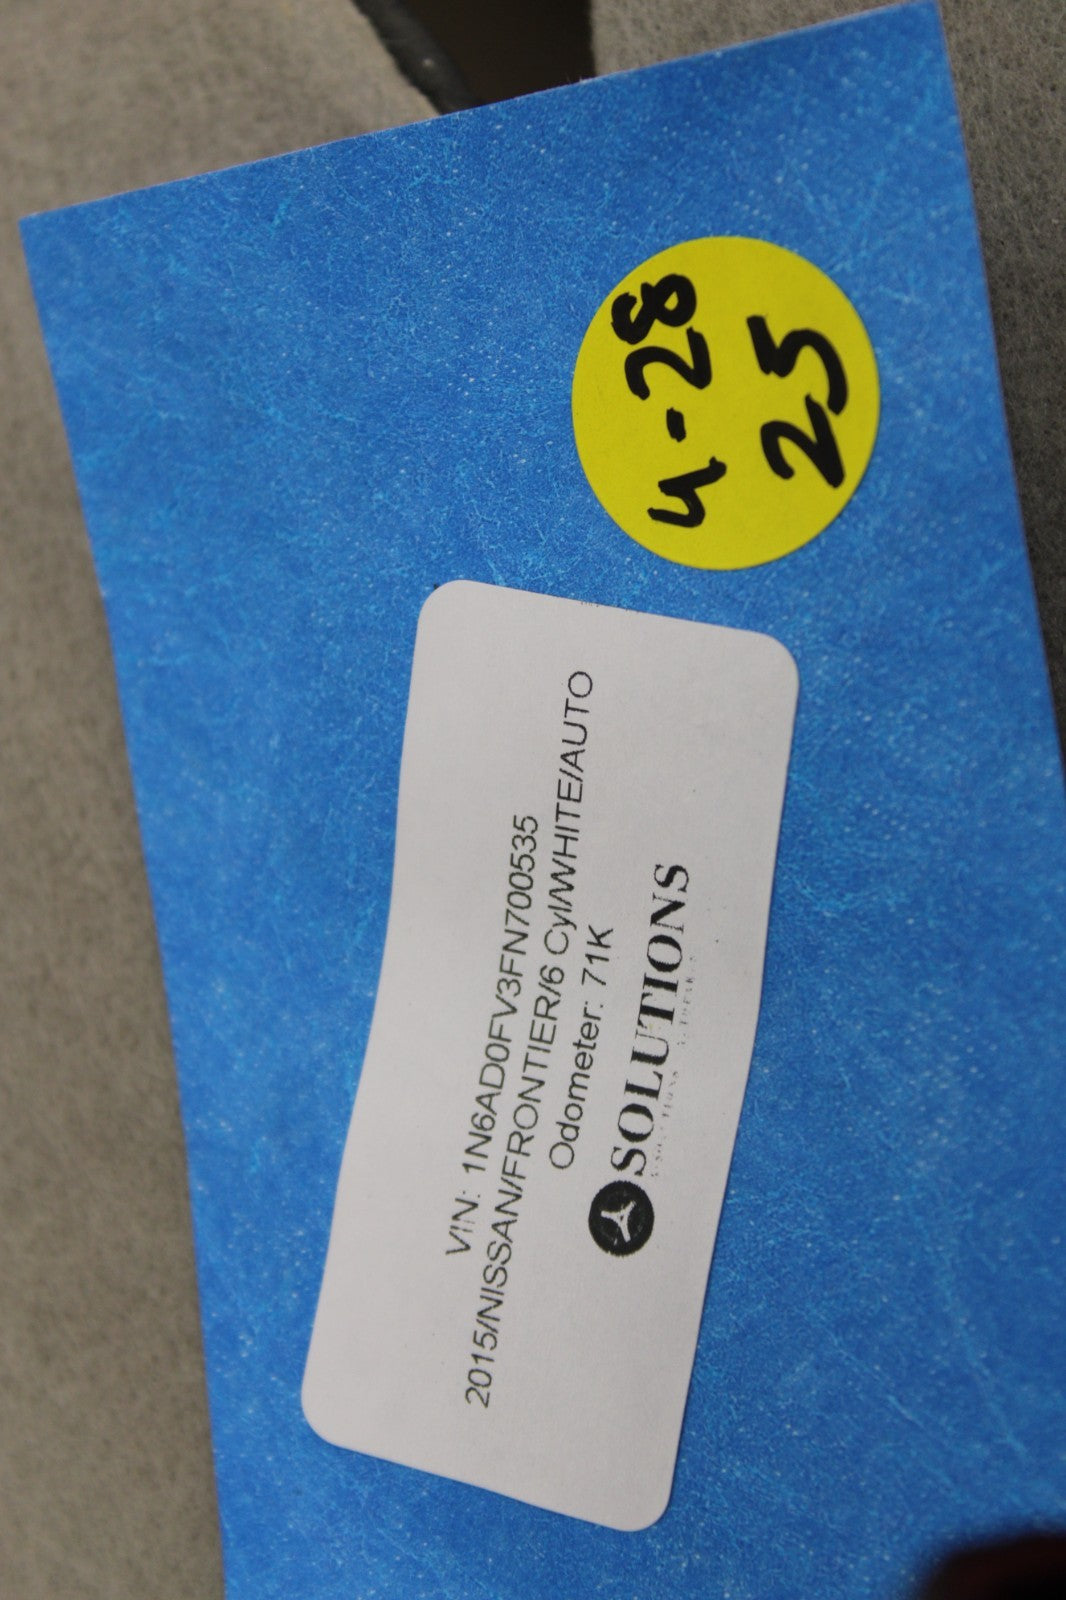 4-28
25
VIN: 1N6AD0FV3FN700535
2015/NISSAN/FRONTIER/6 Cyl/WHITE/AUTO
Odometer: 71K
SOLUTIONS